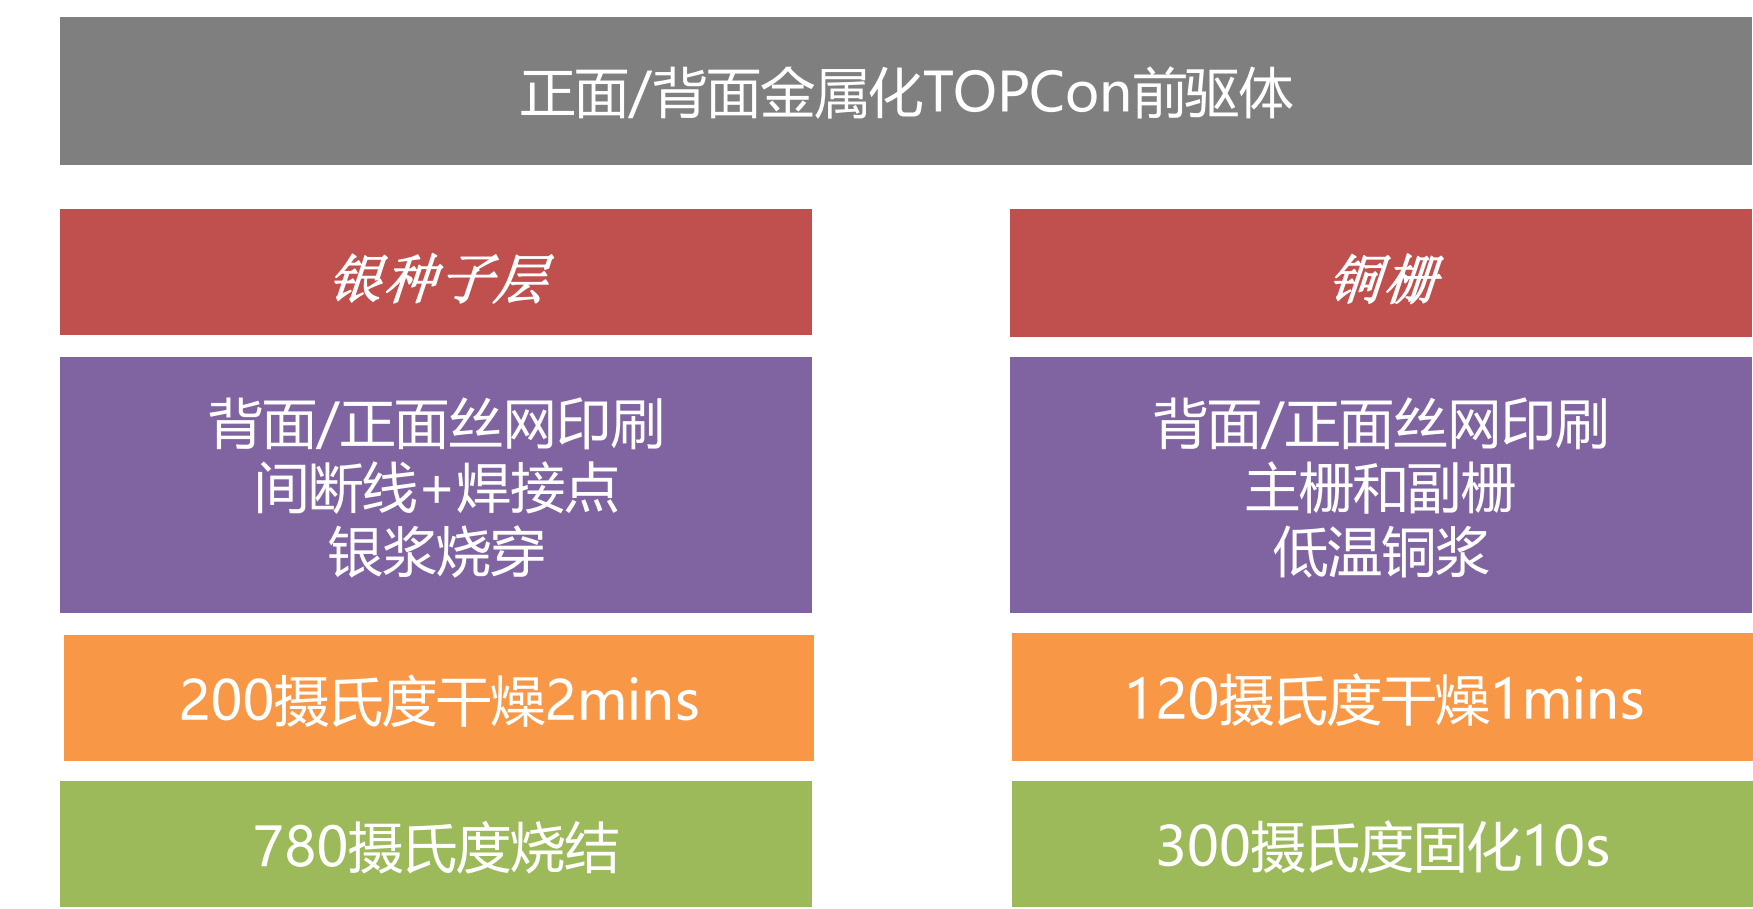 正面/背面金属化TOPCon前驱体
银种子层
背面/正面丝网印刷
间断线+焊接点
银浆烧穿
200摄氏度干燥2mins
780摄氏度烧结
铜栅
背面/正面丝网印刷
主栅和副栅
低温铜浆
120摄氏度干燥1mins
300摄氏度固化10s